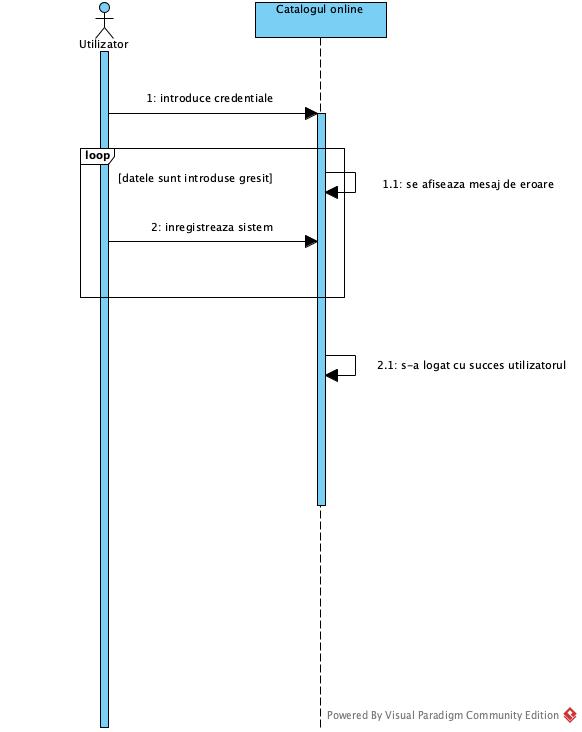 Catalogul online
Utilizator
1: introduce credentiale
loop
[datele sunt introduse gresit]
1.1: se afiseaza mesaj de eroare
2: inregistreaza sistem
2.1: s-a logat cu succes utilizatorul
Powered By Visual Paradigm Community Edition